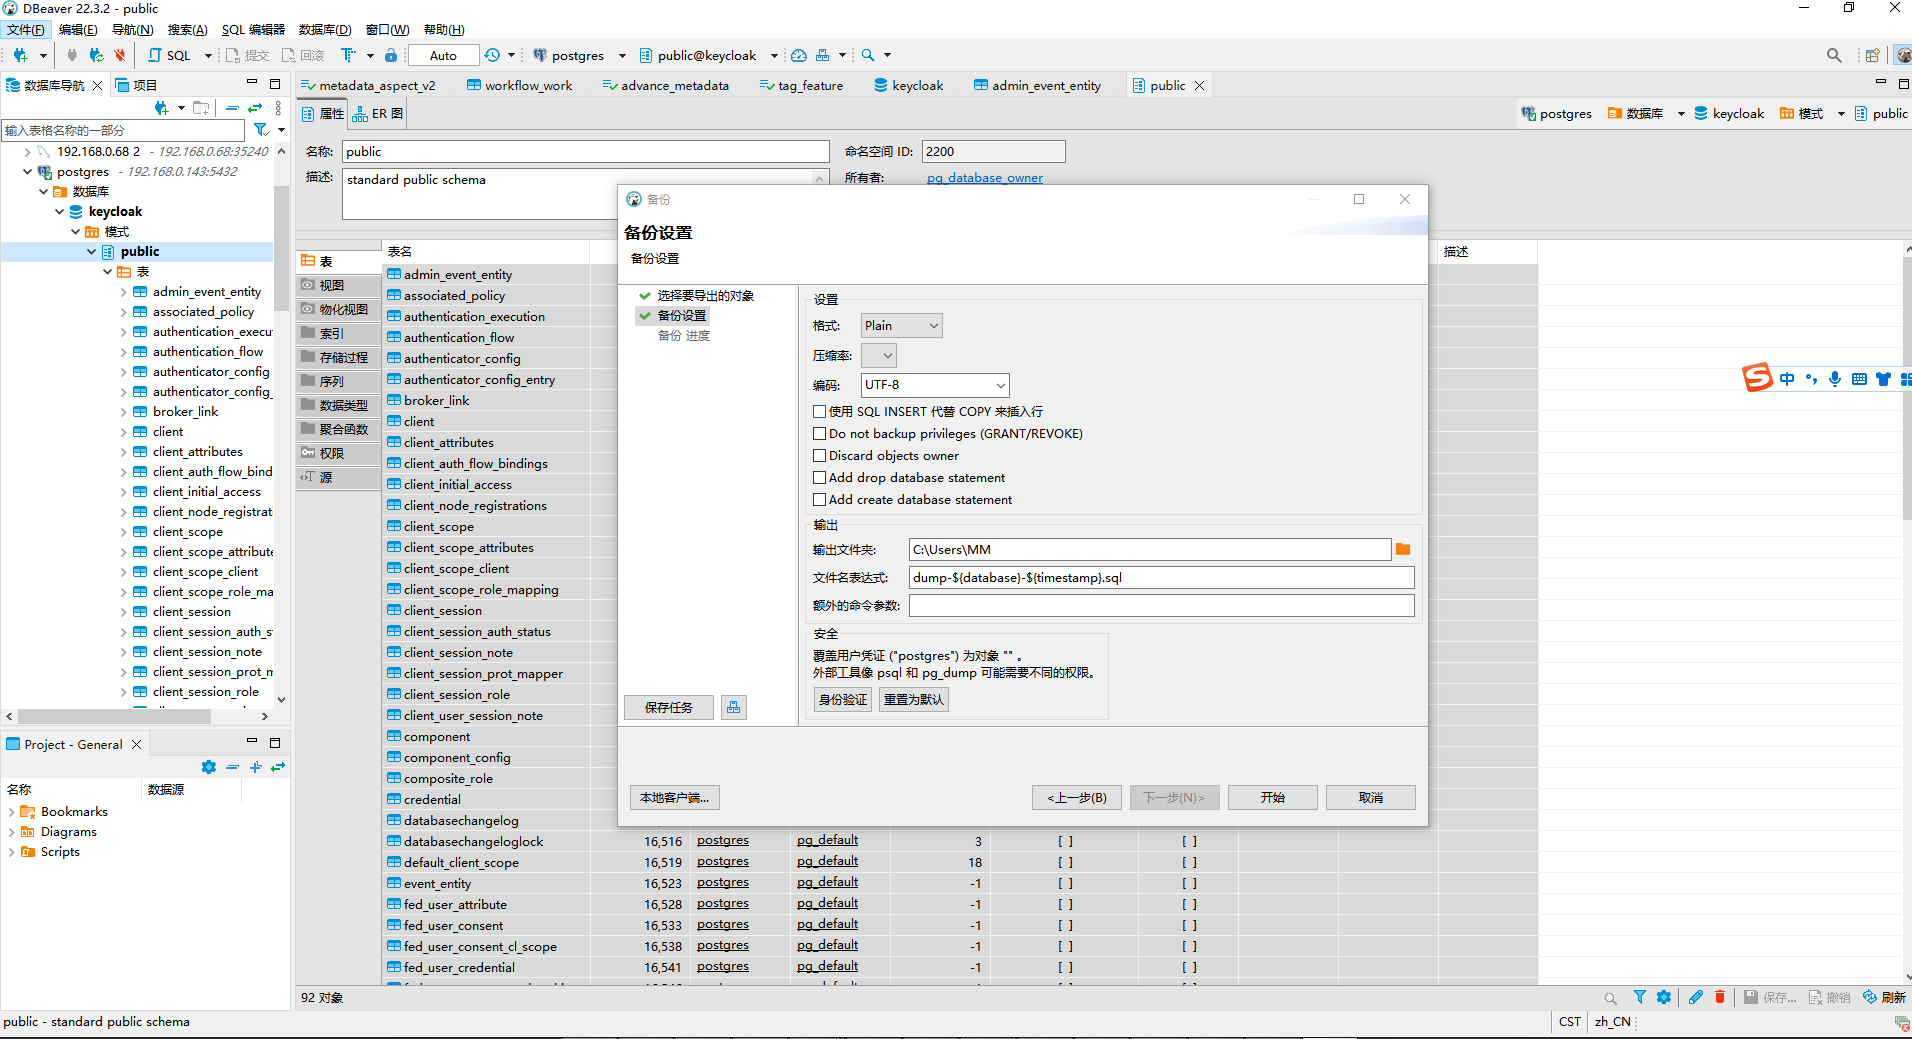 DBeaver 22.3.2 - public
文件(F) 编辑(E) 导航(N) 搜索(A) SQL 编辑器 数据库(D) 窗口(W) 帮助(H)
SQL 提交 回滚 Auto postgres public@keycloak
数据库导航 项目
metadata_aspect_v2 workflow_work advance_metadata tag_feature keycloak admin_event_entity public
属性 ER 图
postgres 数据库 keycloak 模式 public
输入表格名称的一部分
192.168.0.68 2 - 192.168.0.68:35240
postgres - 192.168.0.143:5432
数据库
keycloak
模式
public
表
admin_event_entity
associated_policy
authentication_execu
authentication_flow
authenticator_config
authenticator_config_
broker_link
client
client_attributes
client_auth_flow_bind
client_initial_access
client_node_registrati
client_scope
client_scope_attribute
client_scope_client
client_scope_role_ma
client_session
client_session_auth_s
client_session_note
client_session_prot_m
client_session_role
Project - General
名称 数据源
Bookmarks
Diagrams
Scripts
名称: public 命名空间 ID: 2200
描述: standard public schema 所有者: pg_database_owner
表
视图
物化视图
索引
存储过程
序列
数据类型
聚合函数
权限
源
表名 描述
admin_event_entity
associated_policy
authentication_execution
authentication_flow
authenticator_config
authenticator_config_entry
broker_link
client
client_attributes
client_auth_flow_bindings
client_initial_access
client_node_registrations
client_scope
client_scope_attributes
client_scope_client
client_scope_role_mapping
client_session
client_session_auth_status
client_session_note
client_session_prot_mapper
client_session_role
client_user_session_note
component
component_config
composite_role
credential
databasechangelog
databasechangeloglock 16,516 postgres pg_default 3 [ ] [ ]
default_client_scope 16,519 postgres pg_default 18 [ ] [ ]
event_entity 16,523 postgres pg_default -1 [ ] [ ]
fed_user_attribute 16,528 postgres pg_default -1 [ ] [ ]
fed_user_consent 16,533 postgres pg_default -1 [ ] [ ]
fed_user_consent_cl_scope 16,538 postgres pg_default -1 [ ] [ ]
fed_user_credential 16,541 postgres pg_default -1 [ ] [ ]
备份
备份设置
备份设置
选择要导出的对象
备份设置
备份 进度
设置
格式: Plain
压缩率:
编码: UTF-8
使用 SQL INSERT 代替 COPY 来插入行
Do not backup privileges (GRANT/REVOKE)
Discard objects owner
Add drop database statement
Add create database statement
输出
输出文件夹: C:\Users\MM
文件名表达式: dump-${database}-${timestamp}.sql
额外的命令参数:
安全
覆盖用户凭证 ("postgres") 为对象 "" 。
外部工具像 psql 和 pg_dump 可能需要不同的权限。
身份验证 重置为默认
保存任务
本地客户端... <上一步(B) 下一步(N)> 开始 取消
中
92 对象
保存... 撤销 刷新
public - standard public schema
CST zh_CN